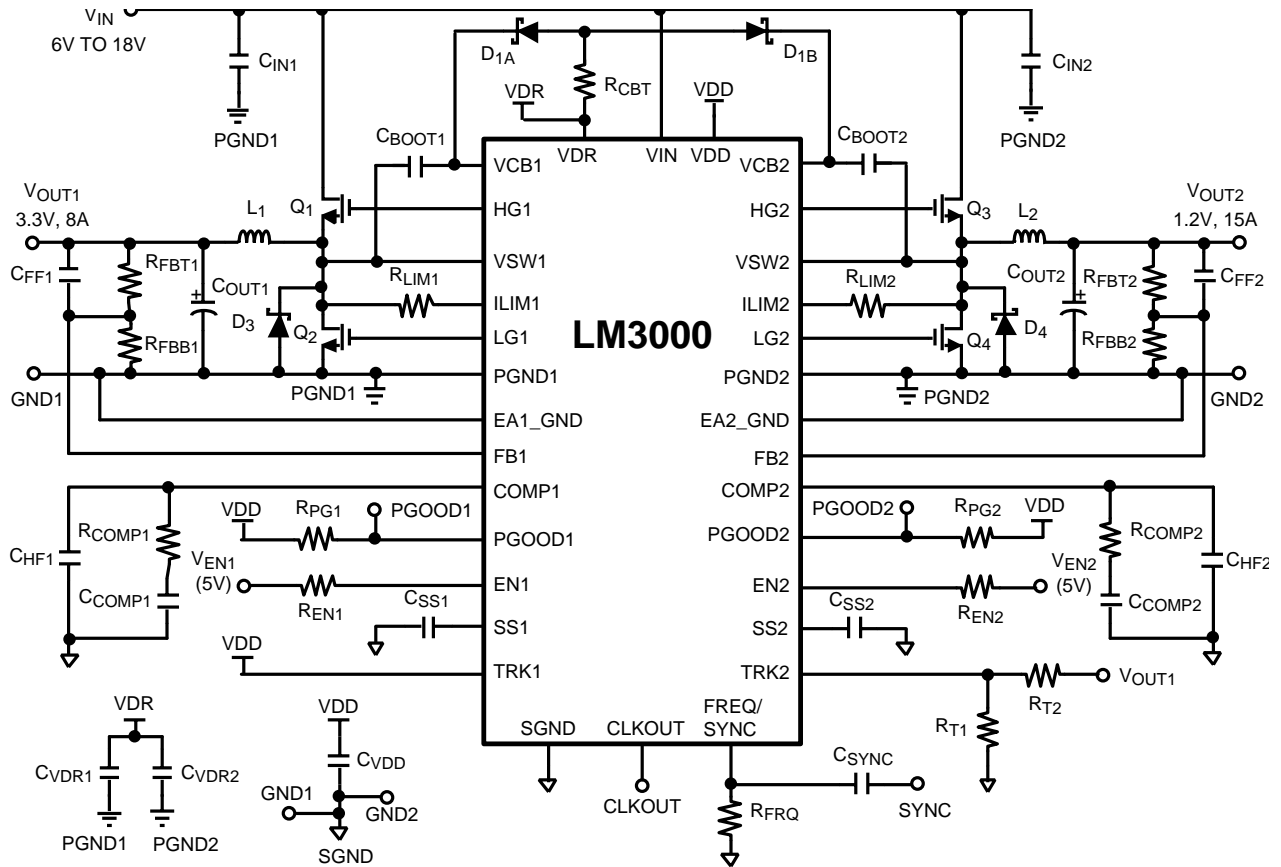 VIN
6V TO 18V
CIN1
PGND1
D1A
D1B
RCBT
VDR
VDD
CIN2
PGND2
CBOOT1
CBOOT2
VDR
VIN
VDD
VCB1
VCB2
VOUT1
3.3V, 8A
L1
Q1
HG1
HG2
Q3
L2
VOUT2
1.2V, 15A
CFF1
RFBT1
COUT1
+
RLIM1
VSW1
VSW2
RLIM2
COUT2
+
RFBT2
CFF2
ILIM1
ILIM2
D3
Q2
LG1
LM3000
LG2
Q4
D4
RFBB1
RFBB2
GND1
PGND1
PGND1
PGND2
PGND2
GND2
EA1_GND
EA2_GND
FB1
FB2
COMP1
COMP2
VDD
RPG1
PGOOD1
PGOOD2
RPG2
VDD
RCOMP1
PGOOD1
PGOOD2
RCOMP2
CHF1
VEN1
(5V)
VEN2
(5V)
CHF2
CCOMP1
REN1
EN1
EN2
REN2
CCOMP2
CSS1
SS1
SS2
CSS2
VDD
TRK1
TRK2
RT2
VOUT1
RT1
SGND
CLKOUT
FREQ/
SYNC
VDR
VDD
CVDR1
CVDR2
CVDD
CSYNC
SYNC
GND1
GND2
CLKOUT
RFRQ
PGND1
PGND2
SGND